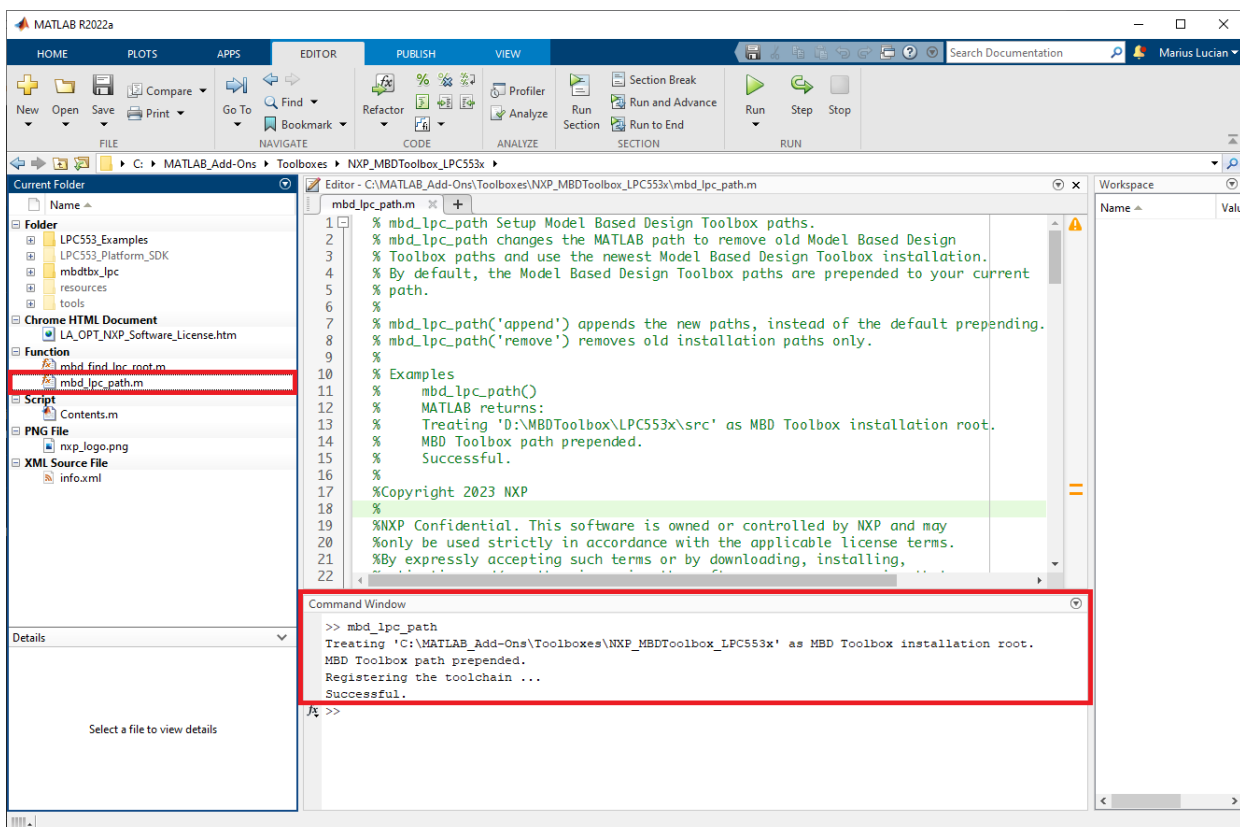 MATLAB R2022a
HOME PLOTS APPS EDITOR PUBLISH VIEW Search Documentation Marius Lucian
New Open Save Compare Print Go To Find Bookmark Refactor Profiler Analyze Run Section Section Break Run and Advance Run to End Run Step Stop
FILE NAVIGATE CODE ANALYZE SECTION RUN
C: MATLAB_Add-Ons Toolboxes NXP_MBDToolbox_LPC553x
Current Folder
Name
Folder
LPC553_Examples
LPC553_Platform_SDK
mbdtbx_lpc
resources
tools
Chrome HTML Document
LA_OPT_NXP_Software_License.htm
Function
mbd_find_lpc_root.m
mbd_lpc_path.m
Script
Contents.m
PNG File
nxp_logo.png
XML Source File
info.xml
Details
Select a file to view details
Editor - C:\MATLAB_Add-Ons\Toolboxes\NXP_MBDToolbox_LPC553x\mbd_lpc_path.m
mbd_lpc_path.m
1 % mbd_lpc_path Setup Model Based Design Toolbox paths.
2 % mbd_lpc_path changes the MATLAB path to remove old Model Based Design
3 % Toolbox paths and use the newest Model Based Design Toolbox installation.
4 % By default, the Model Based Design Toolbox paths are prepended to your current
5 % path.
6 %
7 % mbd_lpc_path('append') appends the new paths, instead of the default prepending.
8 % mbd_lpc_path('remove') removes old installation paths only.
9 %
10 % Examples
11 % mbd_lpc_path()
12 % MATLAB returns:
13 % Treating 'D:\MBDToolbox\LPC553x\src' as MBD Toolbox installation root.
14 % MBD Toolbox path prepended.
15 % Successful.
16 %
17 %Copyright 2023 NXP
18 %
19 %NXP Confidential. This software is owned or controlled by NXP and may
20 %only be used strictly in accordance with the applicable license terms.
21 %By expressly accepting such terms or by downloading, installing,
22
Command Window
>> mbd_lpc_path
Treating 'C:\MATLAB_Add-Ons\Toolboxes\NXP_MBDToolbox_LPC553x' as MBD Toolbox installation root.
MBD Toolbox path prepended.
Registering the toolchain ...
Successful.
fx >>
Workspace
Name Valu